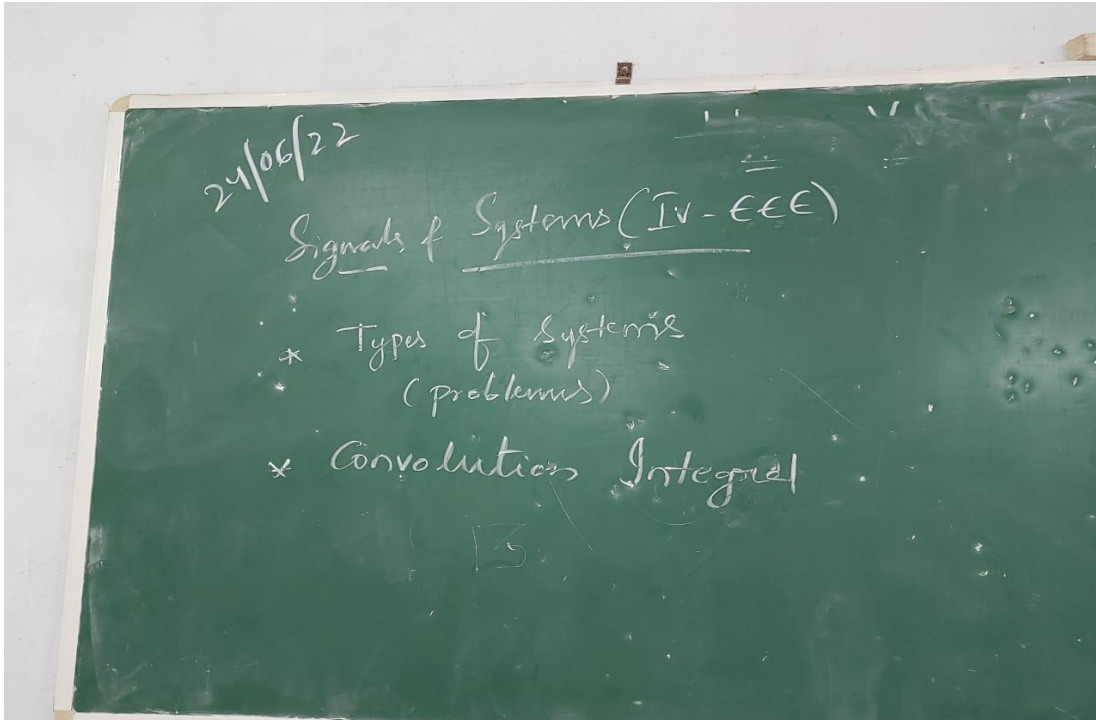 24/06/22
Signals & Systems (IV - EEE)
* Types of Systems
(problems)
* Convolution Integral